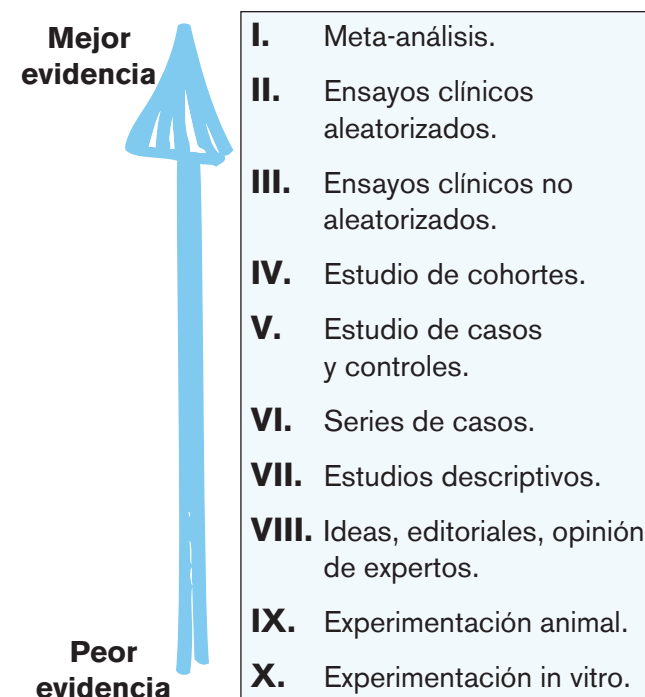 Mejor
evidencia
I. Meta-análisis.
II. Ensayos clínicos
aleatorizados.
III. Ensayos clínicos no
aleatorizados.
IV. Estudio de cohortes.
V. Estudio de casos
y controles.
VI. Series de casos.
VII. Estudios descriptivos.
VIII. Ideas, editoriales, opinión
de expertos.
IX. Experimentación animal.
X. Experimentación in vitro.
Peor
evidencia